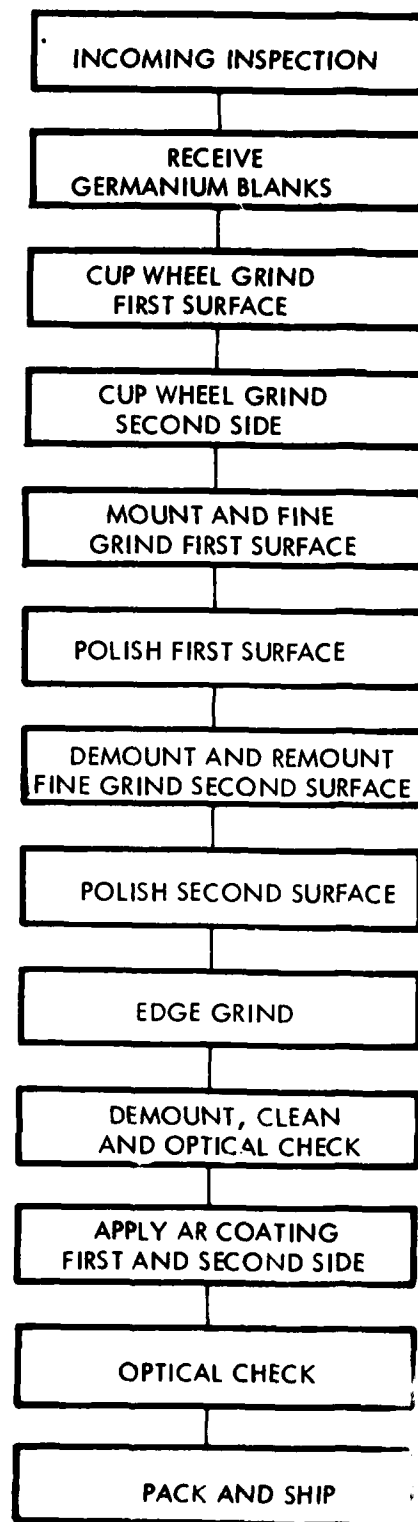 INCOMING INSPECTION
RECEIVE
GERMANIUM BLANKS
CUP WHEEL GRIND
FIRST SURFACE
CUP WHEEL GRIND
SECOND SIDE
MOUNT AND FINE
GRIND FIRST SURFACE
POLISH FIRST SURFACE
DEMOUNT AND REMOUNT
FINE GRIND SECOND SURFACE
POLISH SECOND SURFACE
EDGE GRIND
DEMOUNT, CLEAN
AND OPTICAL CHECK
APPLY AR COATING
FIRST AND SECOND SIDE
OPTICAL CHECK
PACK AND SHIP